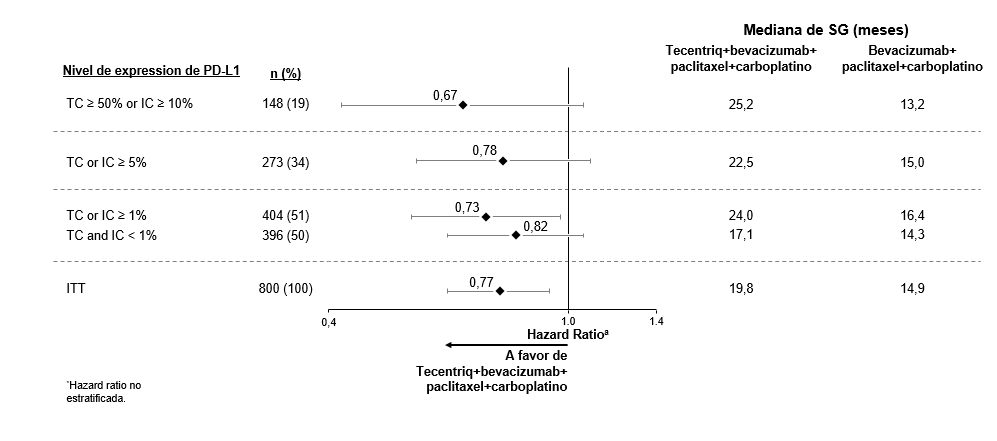 Mediana de SG (meses)
Tecentriq+bevacizumab+ Bevacizumab+
Nivel de expression de PD-L1 n (%) paclitaxel+carboplatino paclitaxel+carboplatino
TC ≥ 50% or IC ≥ 10% 148 (19) 0,67 25,2 13,2
TC or IC ≥ 5% 273 (34) 0,78 22,5 15,0
TC or IC ≥ 1% 404 (51) 0,73 24,0 16,4
TC and IC < 1% 396 (50) 0,82 17,1 14,3
ITT 800 (100) 0,77 19,8 14,9
0,4 1.0 1.4
Hazard Ratioª
A favor de
Tecentriq+bevacizumab+
paclitaxel+carboplatino
ªHazard ratio no
estratificada.